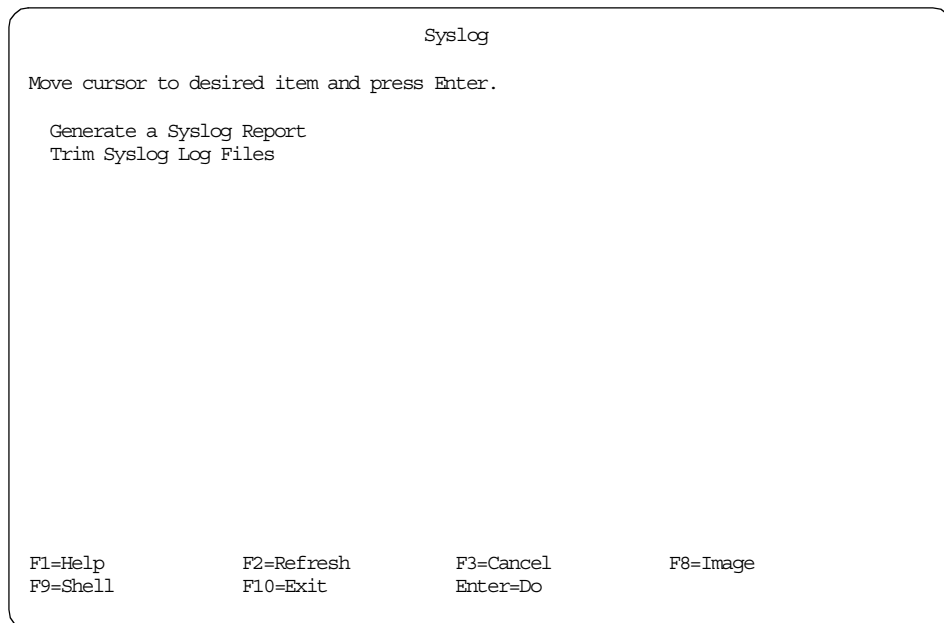 Syslog
Move cursor to desired item and press Enter.
Generate a Syslog Report
Trim Syslog Log Files
F1=Help F2=Refresh F3=Cancel F8=Image
F9=Shell F10=Exit Enter=Do